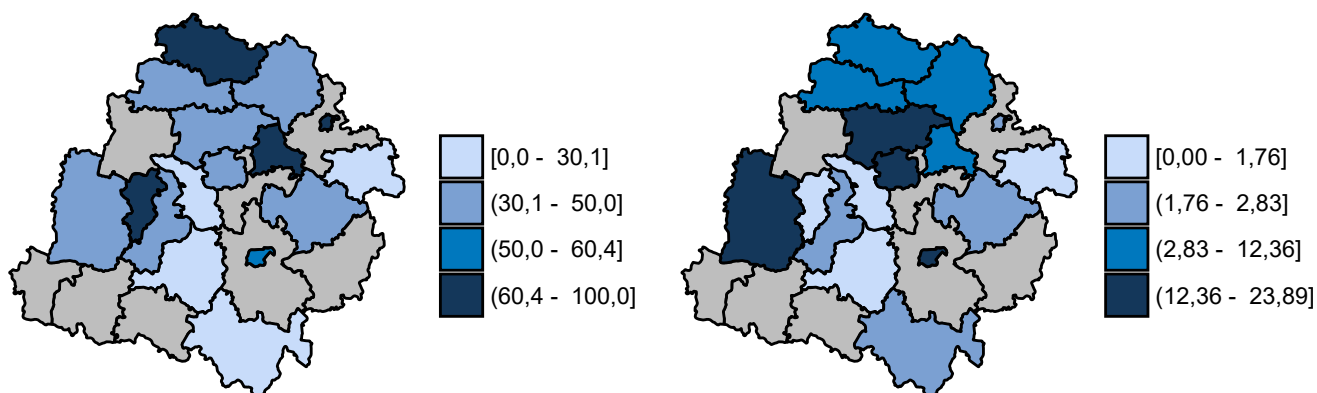 [0,0 - 30,1]
(30,1 - 50,0]
(50,0 - 60,4]
(60,4 - 100,0]
[0,00 - 1,76]
(1,76 - 2,83]
(2,83 - 12,36]
(12,36 - 23,89]